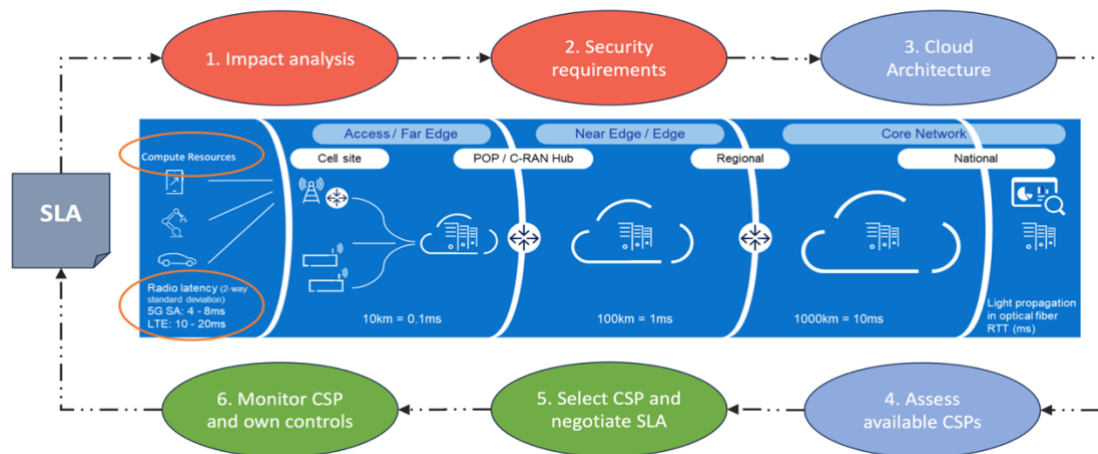 1. Impact analysis
2. Security
requirements
3. Cloud
Architecture
Access / Far Edge
Near Edge / Edge
Core Network
Compute Resources
Cell site
POP / C-RAN Hub
Regional
National
SLA
Radio latency (2-way
standard deviation)
5G SA: 4 - 8ms
LTE: 10 - 20ms
10km = 0.1ms
100km = 1ms
1000km = 10ms
Light propagation
in optical fiber
RTT (ms)
6. Monitor CSP
and own controls
5. Select CSP and
negotiate SLA
4. Assess
available CSPs